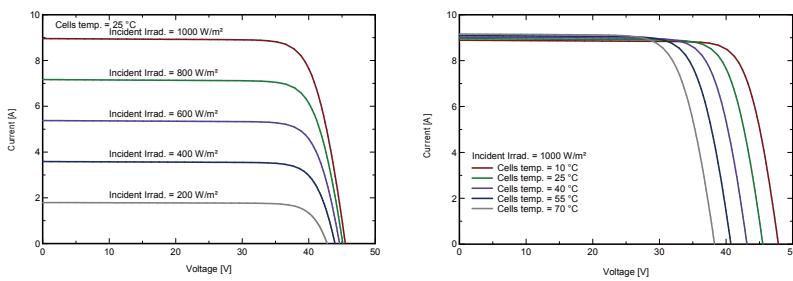 Cells temp. = 25 °C
Incident Irrad. = 1000 W/m²
Incident Irrad. = 800 W/m²
Incident Irrad. = 600 W/m²
Incident Irrad. = 400 W/m²
Incident Irrad. = 200 W/m²
Current [A]
10
8
6
4
2
0
0 10 20 30 40 50
Voltage [V]
Current [A]
10
8
6
4
2
0
Incident Irrad. = 1000 W/m²
Cells temp. = 10 °C
Cells temp. = 25 °C
Cells temp. = 40 °C
Cells temp. = 55 °C
Cells temp. = 70 °C
0 10 20 30 40 50
Voltage [V]